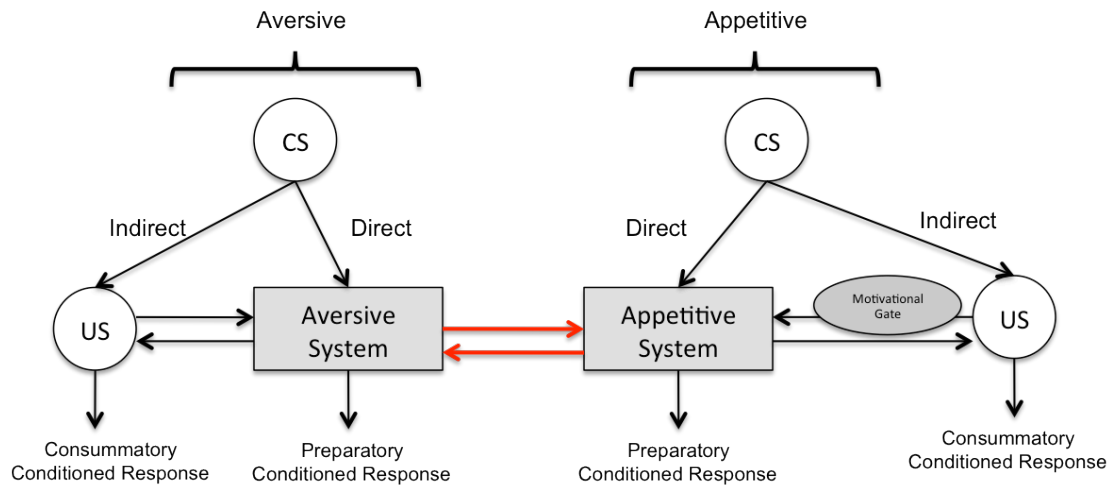 Aversive
Appetitive
CS
CS
Indirect
Direct
Direct
Indirect
US
Aversive
System
Appetitive
System
Motivational
Gate
US
Consummatory
Conditioned Response
Preparatory
Conditioned Response
Preparatory
Conditioned Response
Consummatory
Conditioned Response